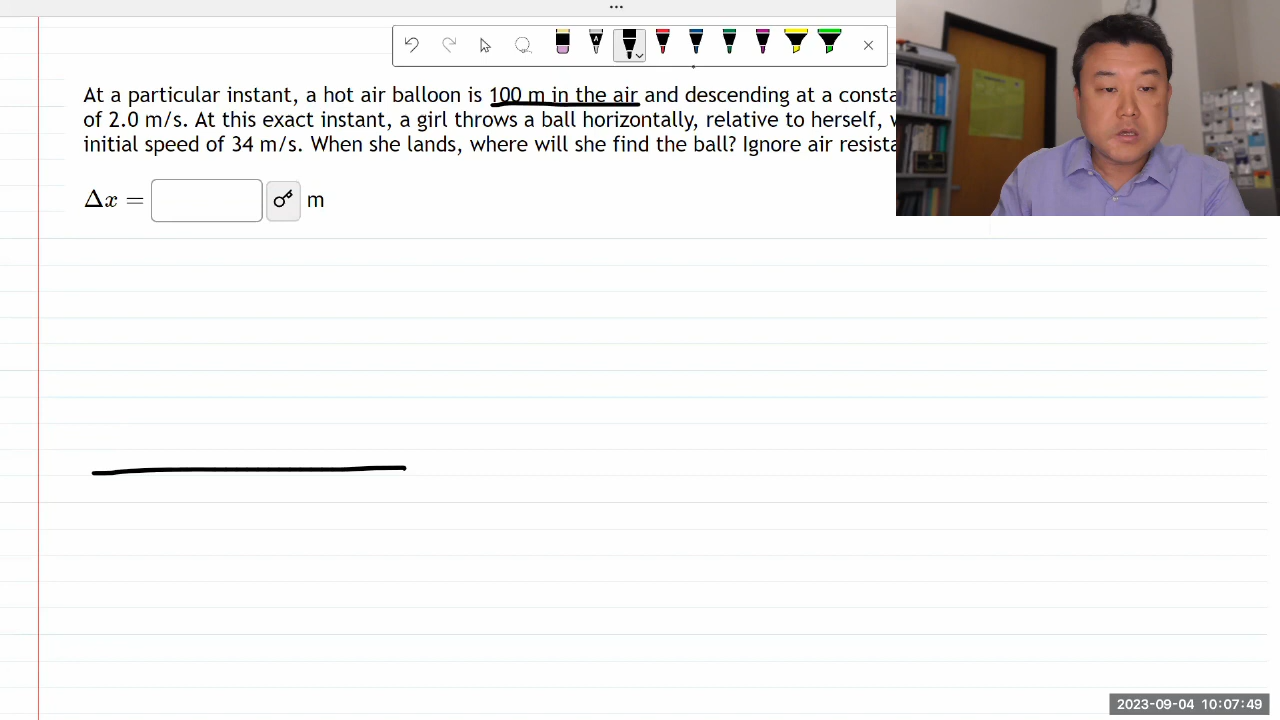 At a particular instant, a hot air balloon is 100 m in the air and descending at a consta
of 2.0 m/s. At this exact instant, a girl throws a ball horizontally, relative to herself,
initial speed of 34 m/s. When she lands, where will she find the ball? Ignore air resista
Δx = m
2023-09-04 10:07:49